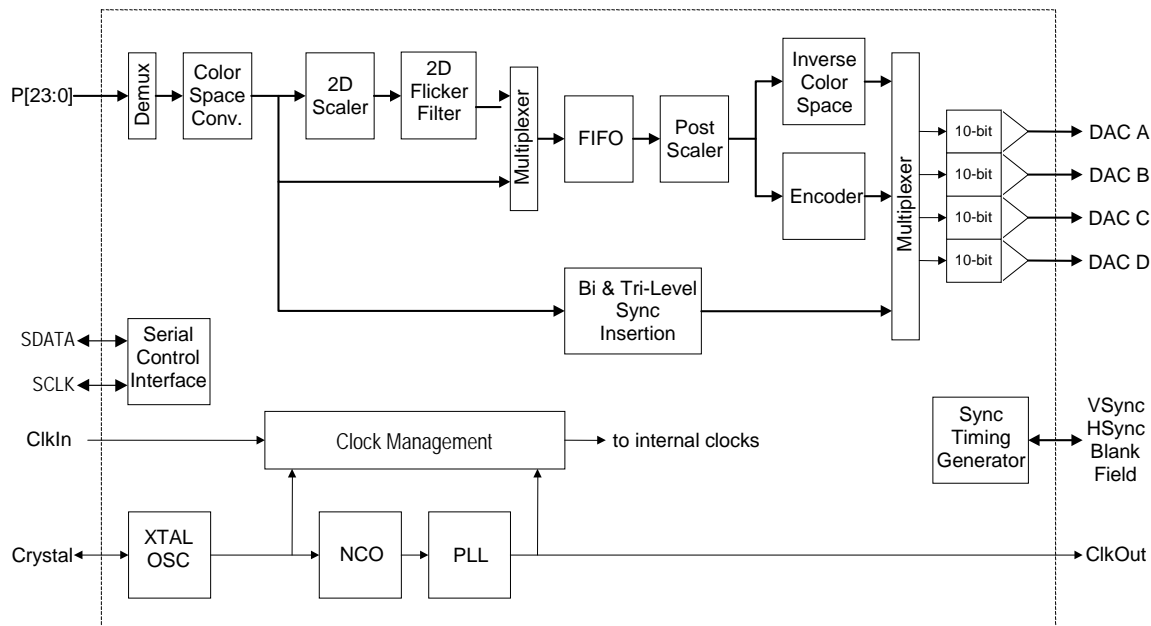 P[23:0]
Demux
Color
Space
Conv.
2D
Scaler
2D
Flicker
Filter
Multiplexer
FIFO
Post
Scaler
Inverse
Color
Space
Encoder
Multiplexer
10-bit
DAC A
10-bit
DAC B
10-bit
DAC C
10-bit
DAC D
Bi & Tri-Level
Sync
Insertion
SDATA
SCLK
Serial
Control
Interface
ClkIn
Clock Management
to internal clocks
Sync
Timing
Generator
VSync
HSync
Blank
Field
Crystal
XTAL
OSC
NCO
PLL
ClkOut